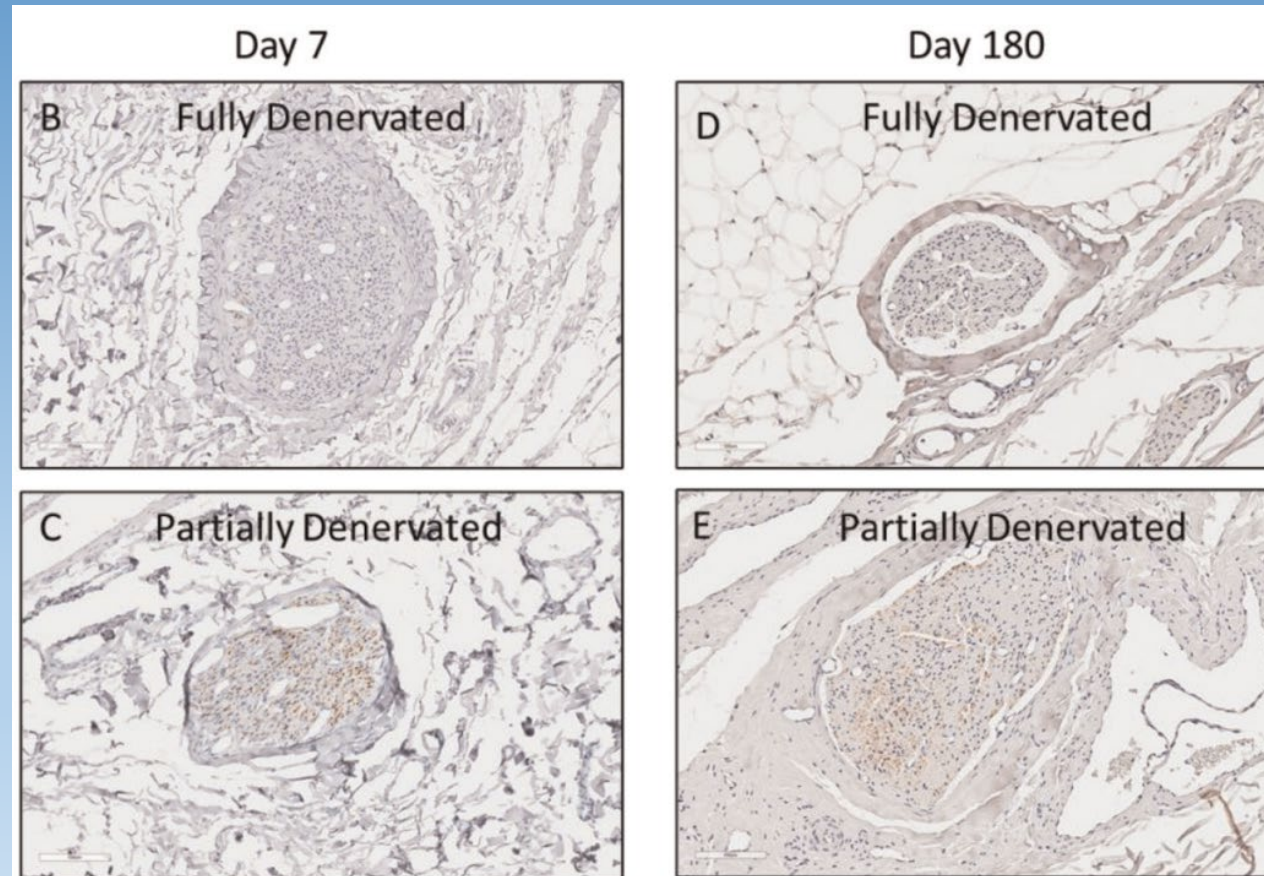 Day 7
Day 180
B Fully Denervated
D Fully Denervated
C Partially Denervated
E Partially Denervated